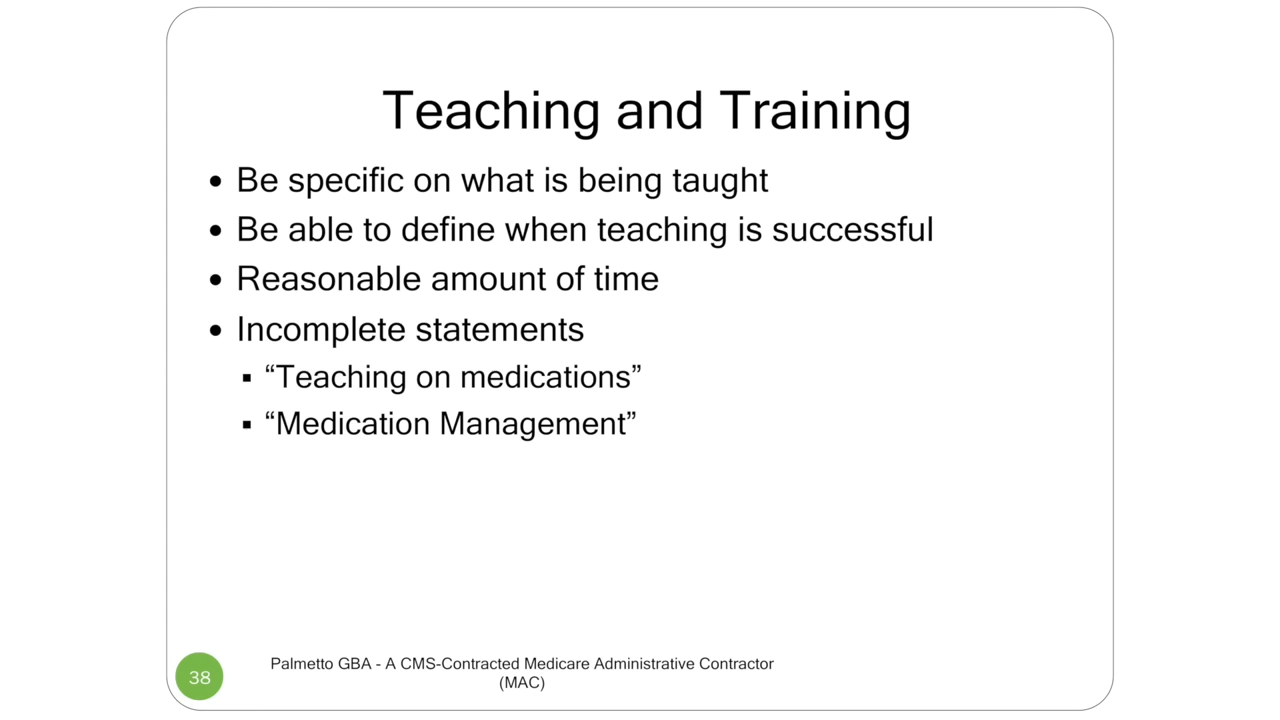 Teaching and Training
• Be specific on what is being taught
• Be able to define when teaching is successful
• Reasonable amount of time
• Incomplete statements
▪ “Teaching on medications”
▪ “Medication Management”
38
Palmetto GBA - A CMS-Contracted Medicare Administrative Contractor
(MAC)